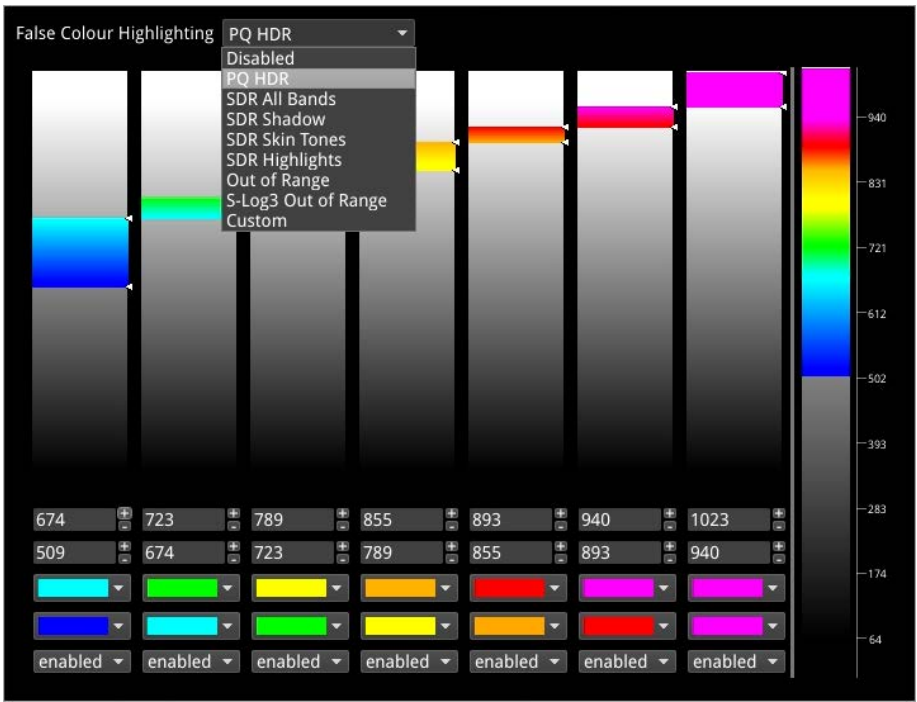 False Colour Highlighting PQ HDR
Disabled
PQ HDR
SDR All Bands
SDR Shadow
SDR Skin Tones
SDR Highlights
Out of Range
S-Log3 Out of Range
Custom
940
831
721
612
502
393
283
174
64
674 + - 723 + - 789 + - 855 + - 893 + - 940 + - 1023 + -
509 + - 674 + - 723 + - 789 + - 855 + - 893 + - 940 + -
enabled enabled enabled enabled enabled enabled enabled